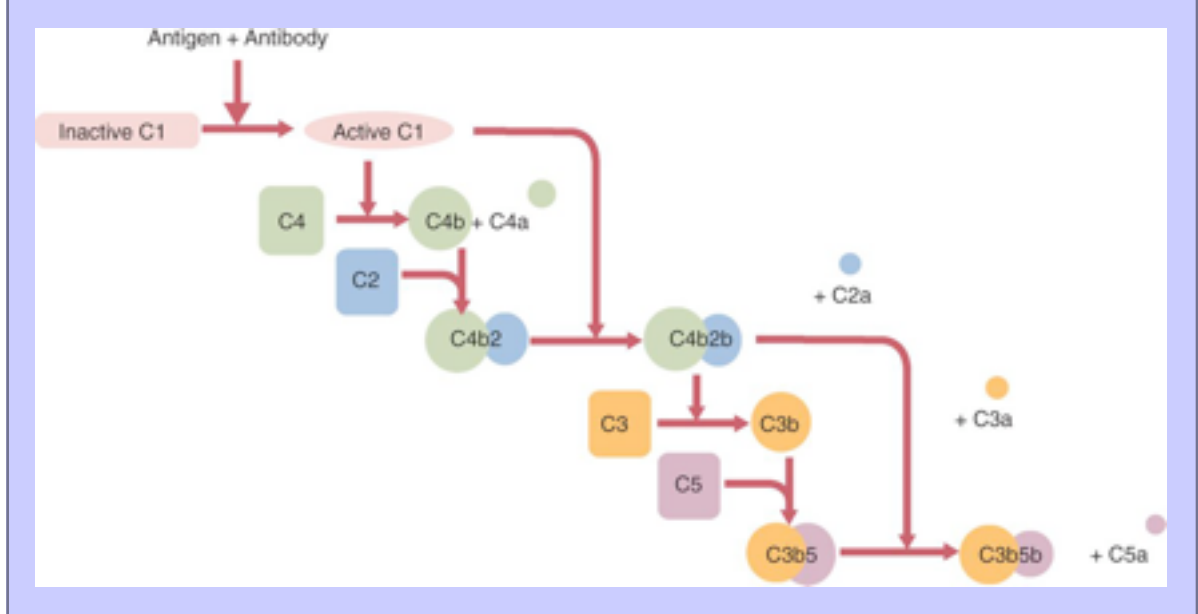 Antigen + Antibody
Inactive C1
Active C1
C4
C4b + C4a
C2
+ C2a
C4b2
C4b2b
+ C3a
C3
C3b
C5
C3b5
C3b5b
+ C5a